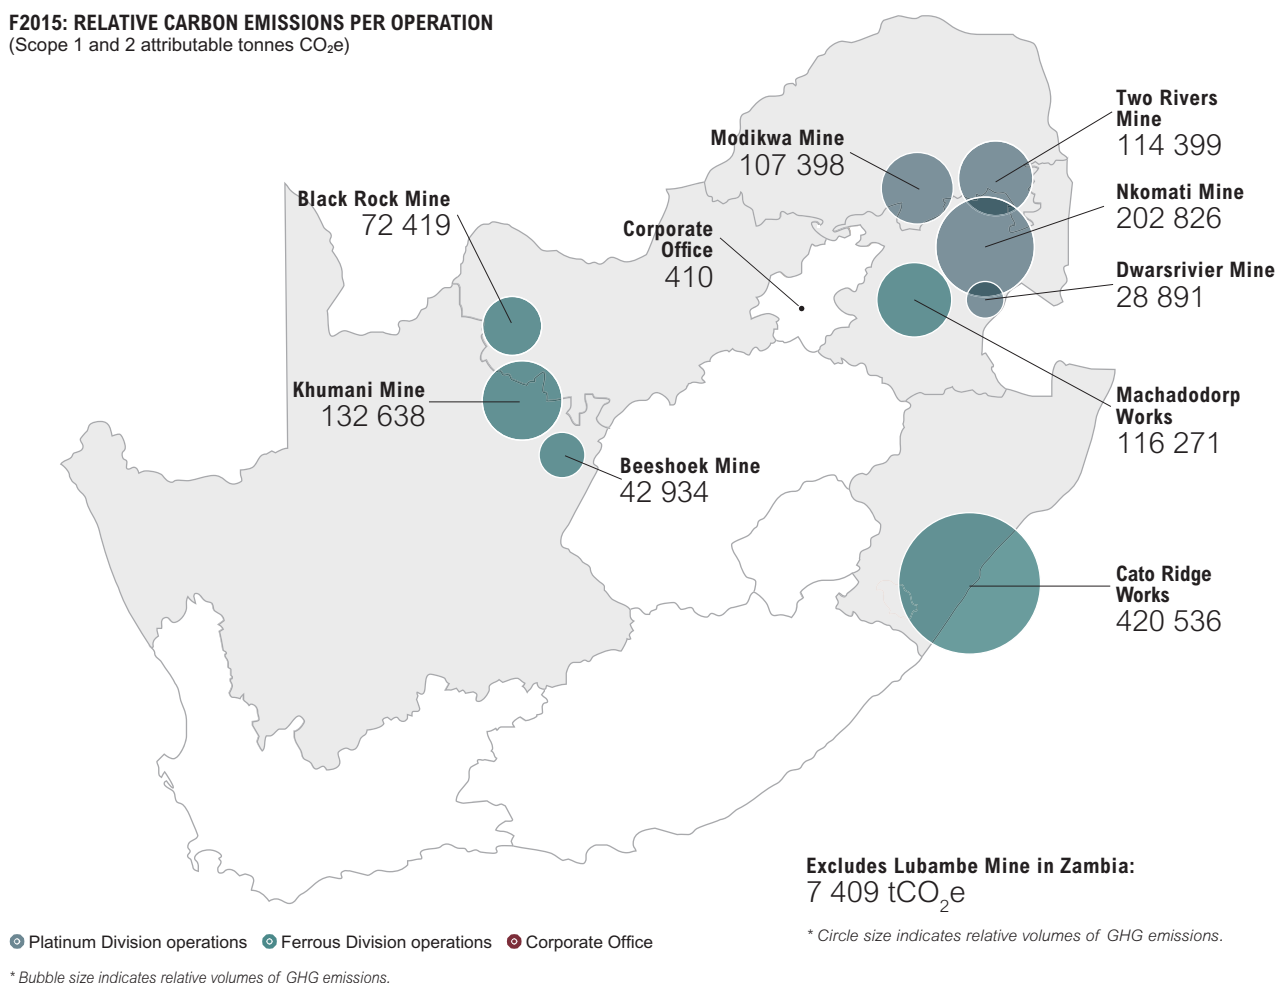 F2015: RELATIVE CARBON EMISSIONS PER OPERATION
(Scope 1 and 2 attributable tonnes CO₂e)
Two Rivers
Mine
114 399
Modikwa Mine
107 398
Nkomati Mine
202 826
Black Rock Mine
72 419
Corporate
Office
410
Dwarsrivier Mine
28 891
Khumani Mine
132 638
Machadodorp
Works
116 271
Beeshoek Mine
42 934
Cato Ridge
Works
420 536
Excludes Lubambe Mine in Zambia:
7 409 tCO₂e
* Circle size indicates relative volumes of GHG emissions.
Platinum Division operations
Ferrous Division operations
Corporate Office
* Bubble size indicates relative volumes of GHG emissions.